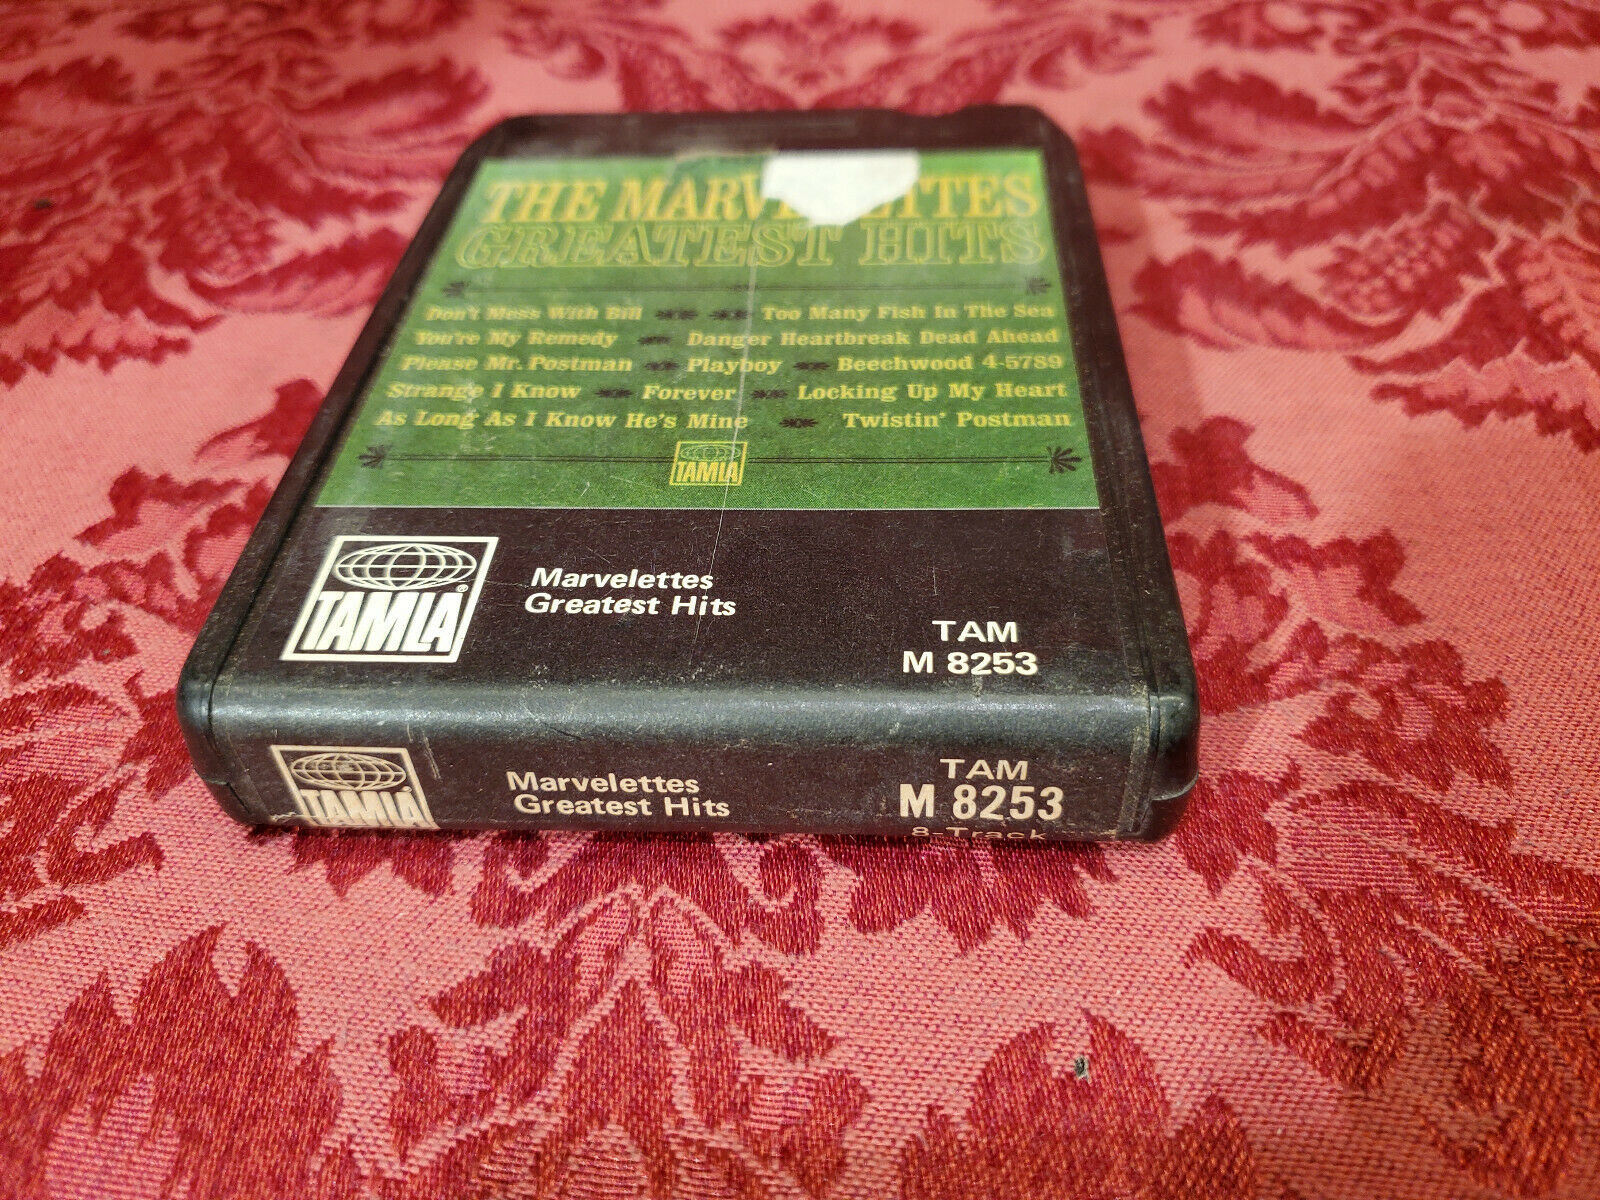 THE MARVELETTES
GREATEST HITS
Don't Mess With Bill Too Many Fish In The Sea
You're My Remedy Danger Heartbreak Dead Ahead
Please Mr. Postman Playboy Beechwood 4-5789
Strange I Know Forever Locking Up My Heart
As Long As I Know He's Mine Twistin' Postman
TAMLA
TAMLA®
Marvelettes
Greatest Hits
TAM
M 8253
TAMLA
Marvelettes
Greatest Hits
TAM
M 8253
8-Track